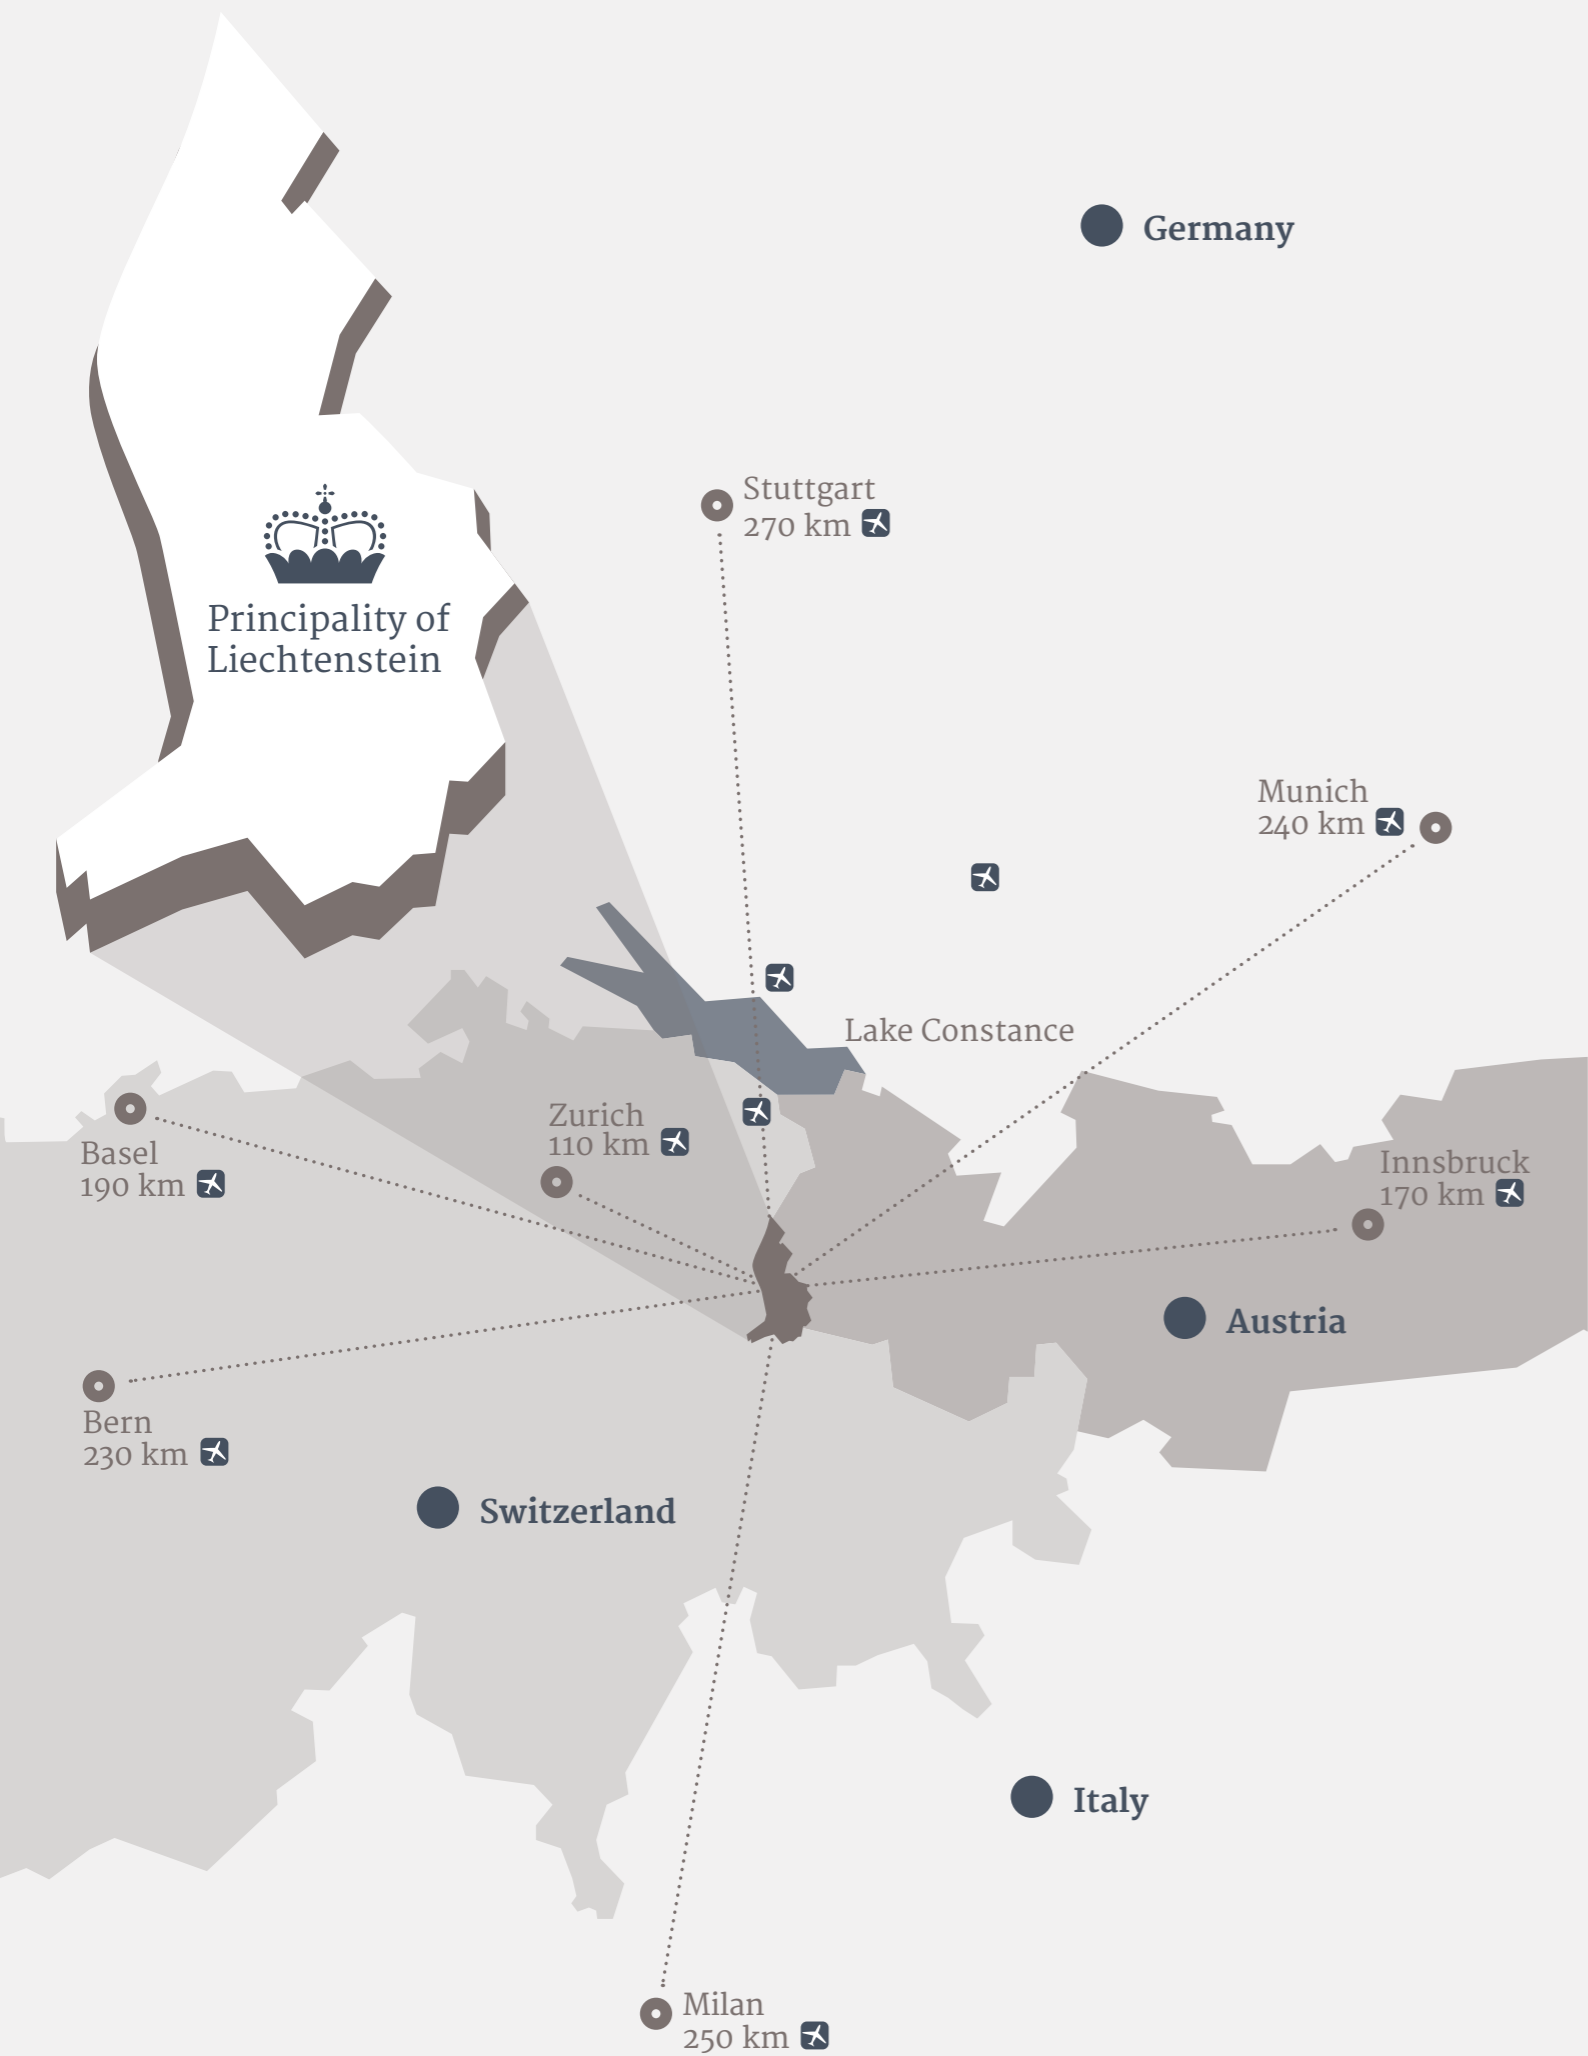 Germany
Stuttgart
270 km
Principality of
Liechtenstein
Munich
240 km
Lake Constance
Zurich
110 km
Basel
190 km
Innsbruck
170 km
Austria
Bern
230 km
Switzerland
Italy
Milan
250 km